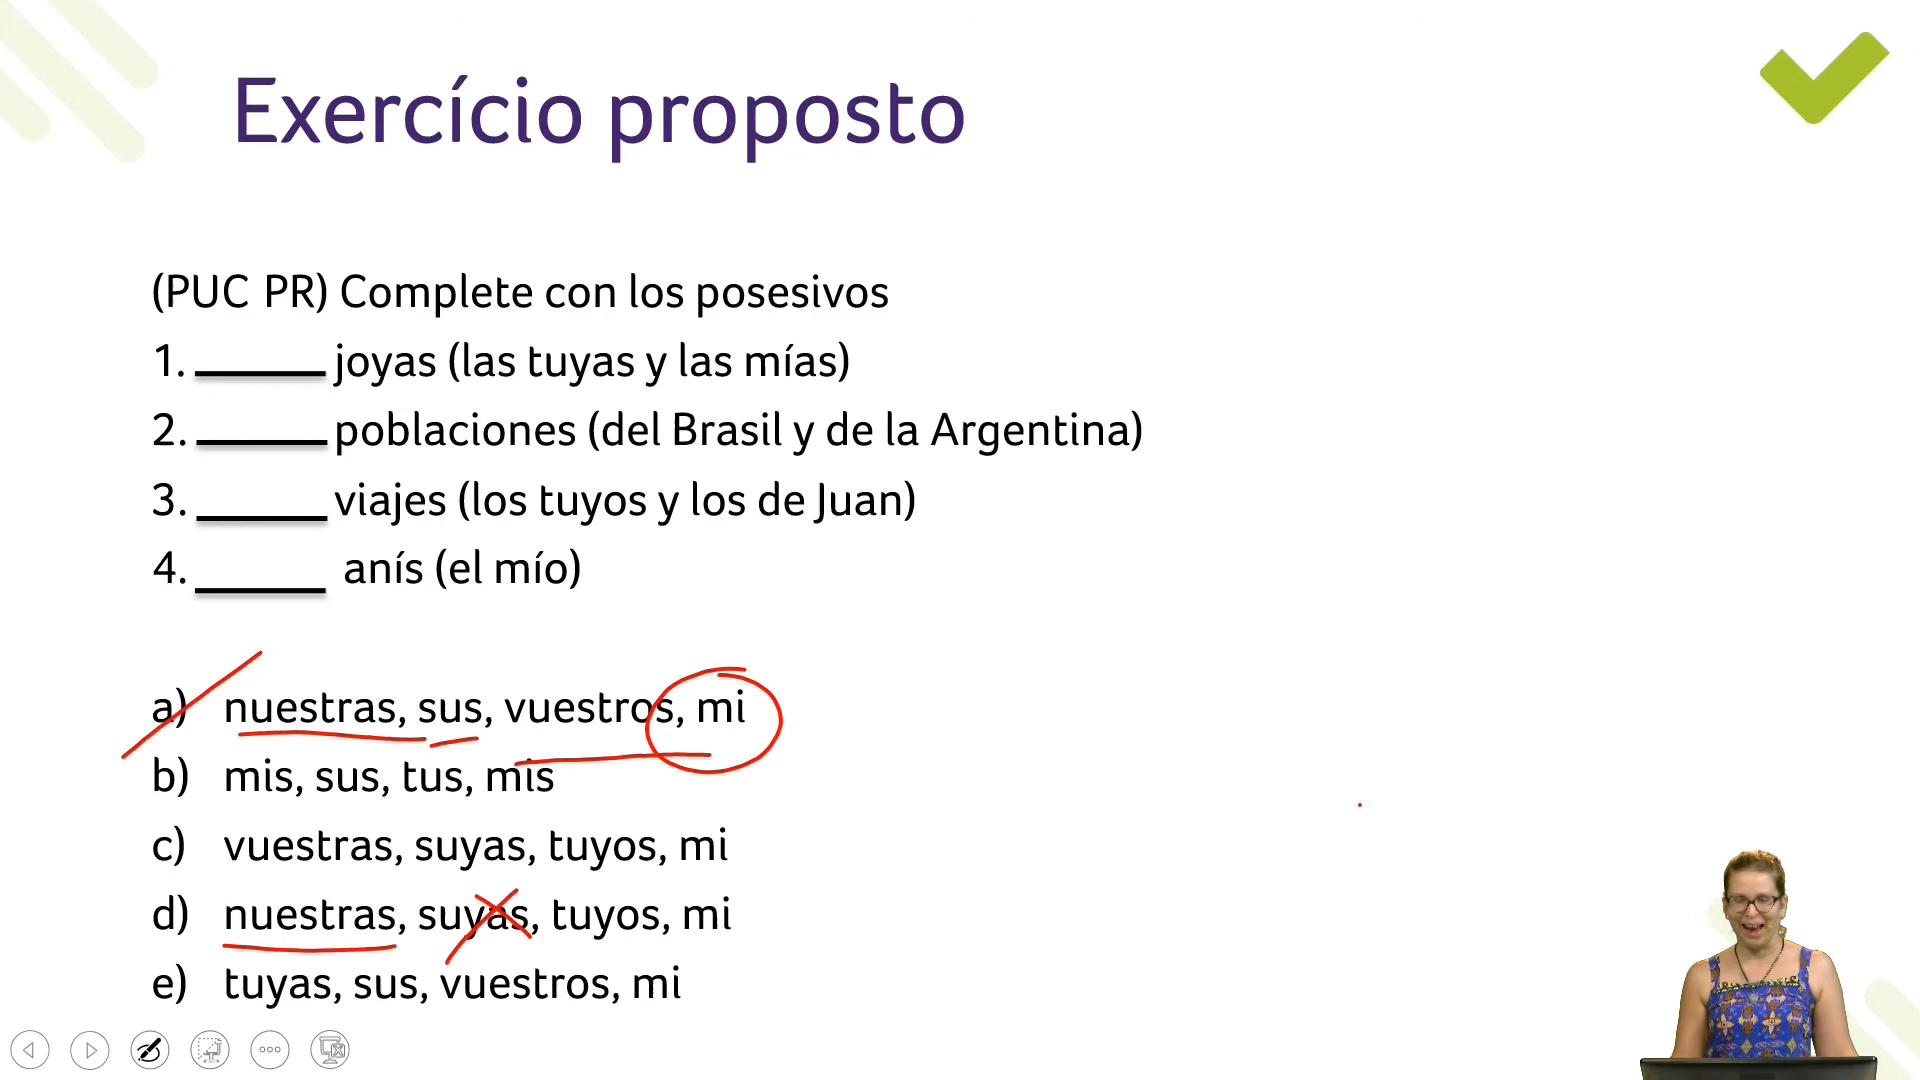 Exercício proposto
(PUC PR) Complete con los posesivos
1. ______ joyas (las tuyas y las mías)
2. ______ poblaciones (del Brasil y de la Argentina)
3. ______ viajes (los tuyos y los de Juan)
4. ______ anís (el mío)
a) nuestras, sus, vuestros, mi
b) mis, sus, tus, mis
c) vuestras, suyas, tuyos, mi
d) nuestras, suyas, tuyos, mi
e) tuyas, sus, vuestros, mi